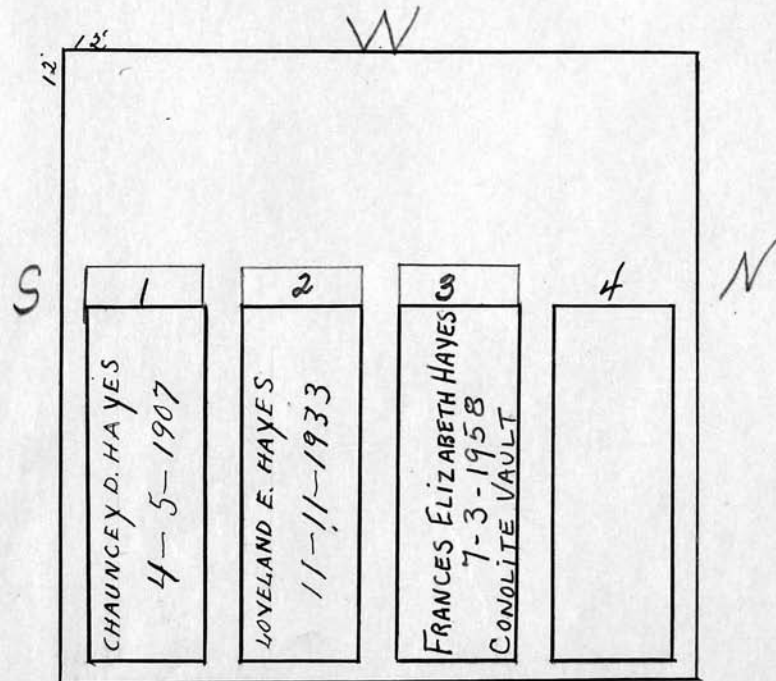 W
12'
12'
S
N
1
2
3
4
CHAUNCEY D. HAYES
4-5-1907
LOVELAND E. HAYES
11-11-1933
FRANCES ELIZABETH HAYES
7-3-1958
CONOLITE VAULT